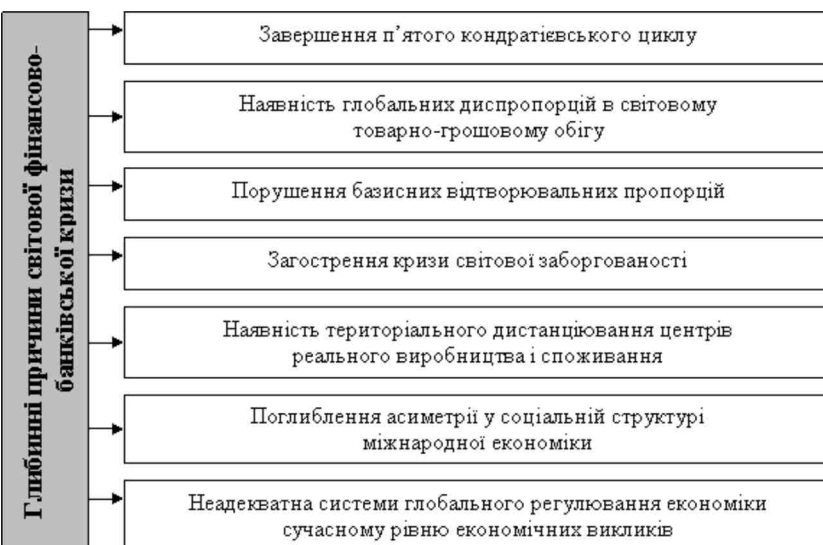 Глибинні причини світової фінансово-
банківської кризи
Завершення п’ятого кондратієвського циклу
Наявність глобальних диспропорцій в світовому
товарно-грошовому обігу
Порушення базисних відтворювальних пропорцій
Загострення кризи світової заборгованості
Наявність територіального дистанціювання центрів
реального виробництва і споживання
Поглиблення асиметрії у соціальній структурі
міжнародної економіки
Неадекватна системи глобального регулювання економіки
сучасному рівню економічних викликів